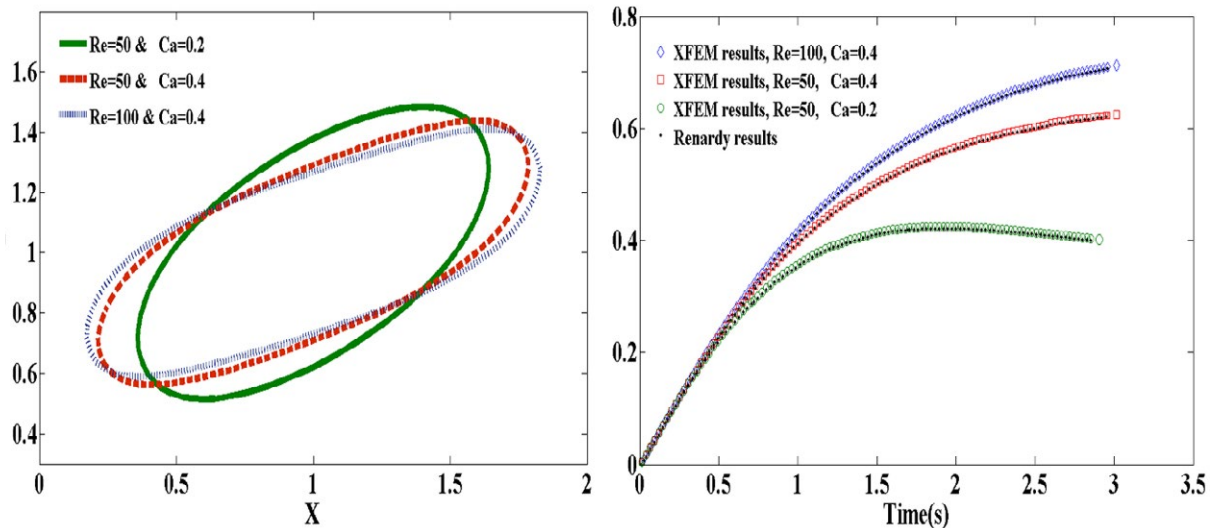 1.6
1.4
1.2
1
0.8
0.6
0.4
Re=50 & Ca=0.2
Re=50 & Ca=0.4
Re=100 & Ca=0.4
0 0.5 1 1.5 2
X
0.8
0.6
0.4
0.2
0
XFEM results, Re=100, Ca=0.4
XFEM results, Re=50, Ca=0.4
XFEM results, Re=50, Ca=0.2
Renardy results
0 0.5 1 1.5 2 2.5 3 3.5
Time(s)